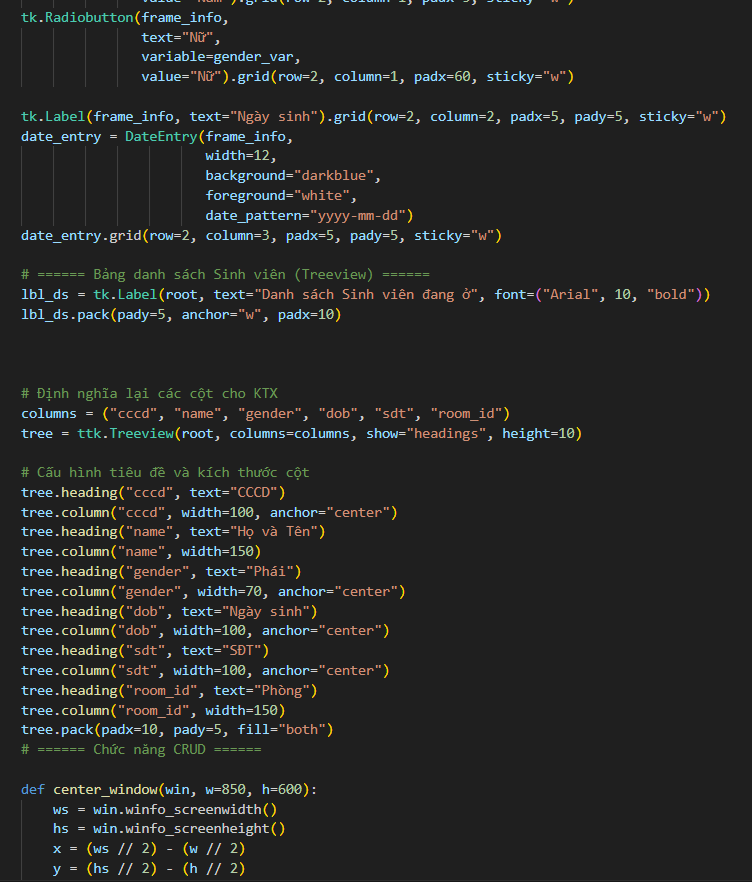 value="Nam").grid(row=2, column=1, padx=5, sticky="w")
tk.Radiobutton(frame_info,
               text="Nữ",
               variable=gender_var,
               value="Nữ").grid(row=2, column=1, padx=60, sticky="w")

tk.Label(frame_info, text="Ngày sinh").grid(row=2, column=2, padx=5, pady=5, sticky="w")
date_entry = DateEntry(frame_info,
                       width=12,
                       background="darkblue",
                       foreground="white",
                       date_pattern="yyyy-mm-dd")
date_entry.grid(row=2, column=3, padx=5, pady=5, sticky="w")

# ====== Bảng danh sách Sinh viên (Treeview) ======
lbl_ds = tk.Label(root, text="Danh sách Sinh viên đang ở", font=("Arial", 10, "bold"))
lbl_ds.pack(pady=5, anchor="w", padx=10)

# Định nghĩa lại các cột cho KTX
columns = ("cccd", "name", "gender", "dob", "sdt", "room_id")
tree = ttk.Treeview(root, columns=columns, show="headings", height=10)

# Cấu hình tiêu đề và kích thước cột
tree.heading("cccd", text="CCCD")
tree.column("cccd", width=100, anchor="center")
tree.heading("name", text="Họ và Tên")
tree.column("name", width=150)
tree.heading("gender", text="Phái")
tree.column("gender", width=70, anchor="center")
tree.heading("dob", text="Ngày sinh")
tree.column("dob", width=100, anchor="center")
tree.heading("sdt", text="SĐT")
tree.column("sdt", width=100, anchor="center")
tree.heading("room_id", text="Phòng")
tree.column("room_id", width=150)
tree.pack(padx=10, pady=5, fill="both")
# ====== Chức năng CRUD ======

def center_window(win, w=850, h=600):
    ws = win.winfo_screenwidth()
    hs = win.winfo_screenheight()
    x = (ws // 2) - (w // 2)
    y = (hs // 2) - (h // 2)